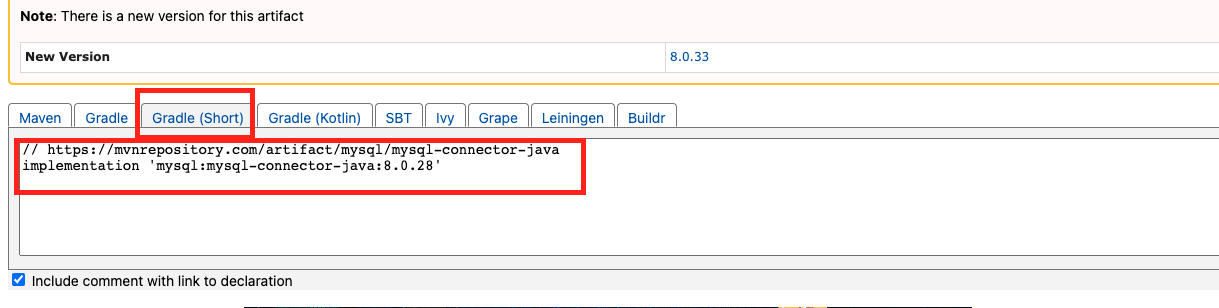 Note: There is a new version for this artifact
New Version 8.0.33
Maven Gradle Gradle (Short) Gradle (Kotlin) SBT Ivy Grape Leiningen Buildr
// https://mvnrepository.com/artifact/mysql/mysql-connector-java
implementation 'mysql:mysql-connector-java:8.0.28'
Include comment with link to declaration